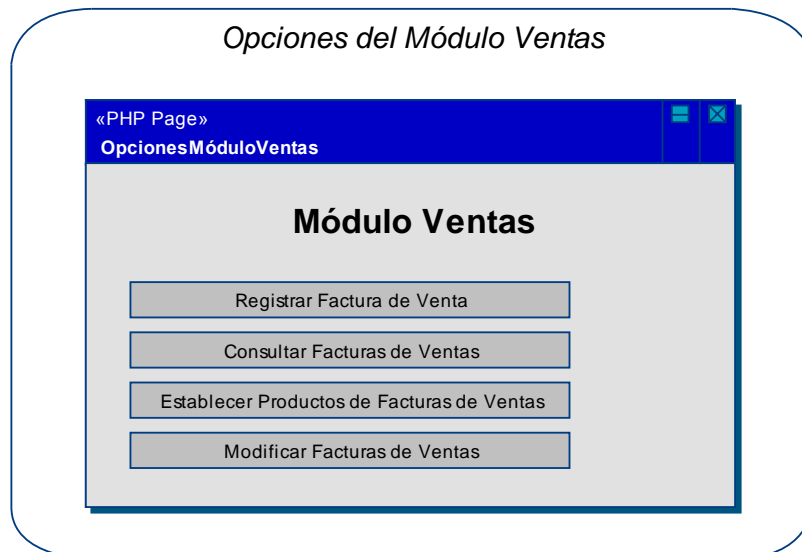 Opciones del Módulo Ventas
«PHP Page»
OpcionesMóduloVentas
Módulo Ventas
Registrar Factura de Venta
Consultar Facturas de Ventas
Establecer Productos de Facturas de Ventas
Modificar Facturas de Ventas